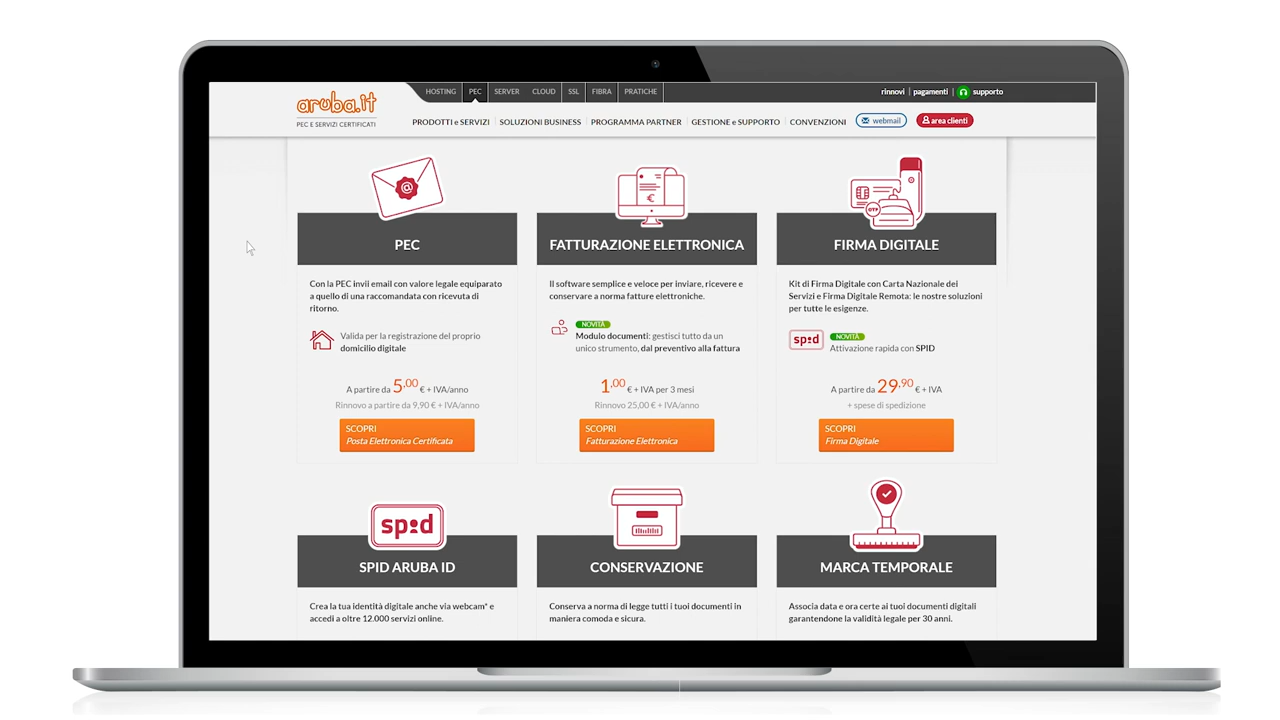 HOSTING PEC SERVER CLOUD SSL FIBRA PRATICHE
rinnovi pagamenti supporto
aruba.it
PEC E SERVIZI CERTIFICATI
PRODOTTI e SERVIZI SOLUZIONI BUSINESS PROGRAMMA PARTNER GESTIONE e SUPPORTO CONVENZIONI webmail area clienti
@
€
OTP
PEC
Con la PEC invii email con valore legale equiparato
a quello di una raccomandata con ricevuta di
ritorno.
Valida per la registrazione del proprio
domicilio digitale
A partire da 5,00 € + IVA/anno
Rinnovo a partire da 9,90 € + IVA/anno
SCOPRI
Posta Elettronica Certificata
FATTURAZIONE ELETTRONICA
Il software semplice e veloce per inviare, ricevere e
conservare a norma fatture elettroniche.
NOVITÀ
Modulo documenti: gestisci tutto da un
unico strumento, dal preventivo alla fattura
1,00 € + IVA per 3 mesi
Rinnovo 25,00 € + IVA/anno
SCOPRI
Fatturazione Elettronica
FIRMA DIGITALE
Kit di Firma Digitale con Carta Nazionale dei
Servizi e Firma Digitale Remota: le nostre soluzioni
per tutte le esigenze.
spid
NOVITÀ
Attivazione rapida con SPID
A partire da 29,90 € + IVA
+ spese di spedizione
SCOPRI
Firma Digitale
spid
SPID ARUBA ID
Crea la tua identità digitale anche via webcam* e
accedi a oltre 12.000 servizi online.
CONSERVAZIONE
Conserva a norma di legge tutti i tuoi documenti in
maniera comoda e sicura.
MARCA TEMPORALE
Associa data e ora certe ai tuoi documenti digitali
garantendone la validità legale per 30 anni.